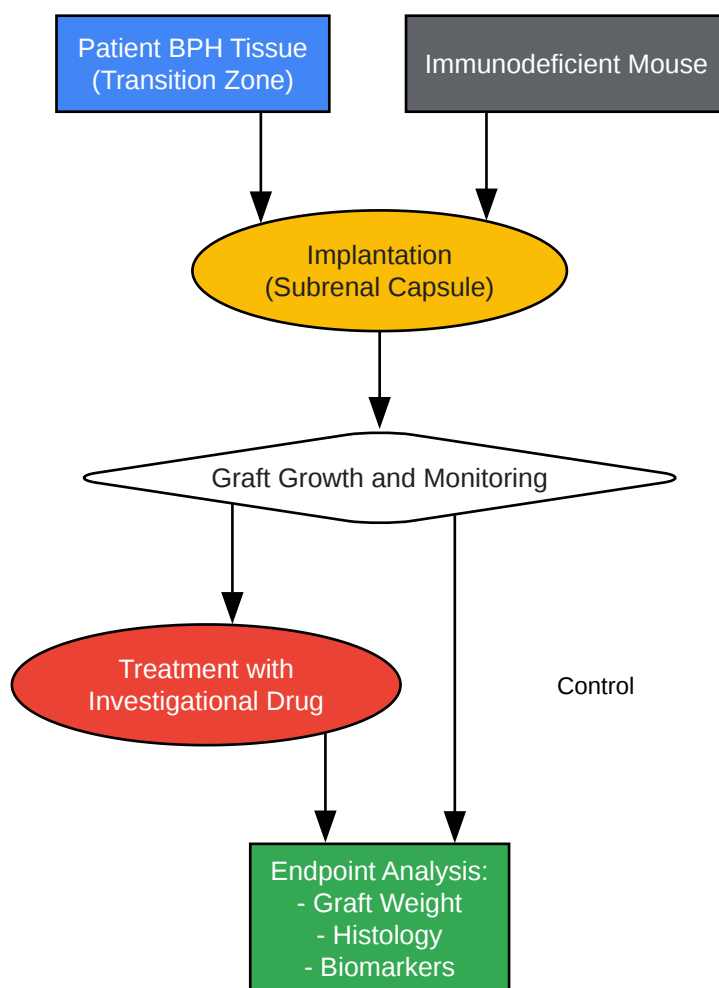 Patient BPH Tissue
(Transition Zone)
Immunodeficient Mouse
Implantation
(Subrenal Capsule)
Graft Growth and Monitoring
Treatment with
Investigational Drug
Control
Endpoint Analysis:
- Graft Weight
- Histology
- Biomarkers